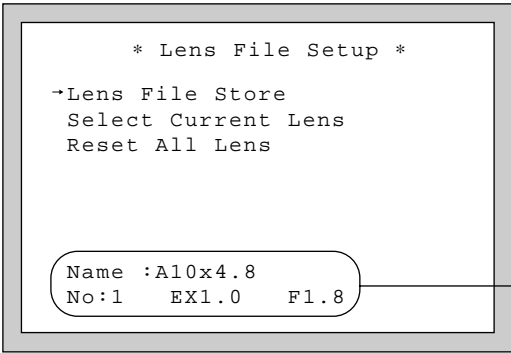 * Lens File Setup *
→Lens File Store
Select Current Lens
Reset All Lens
Name :A10x4.8
No:1 EX1.0 F1.8